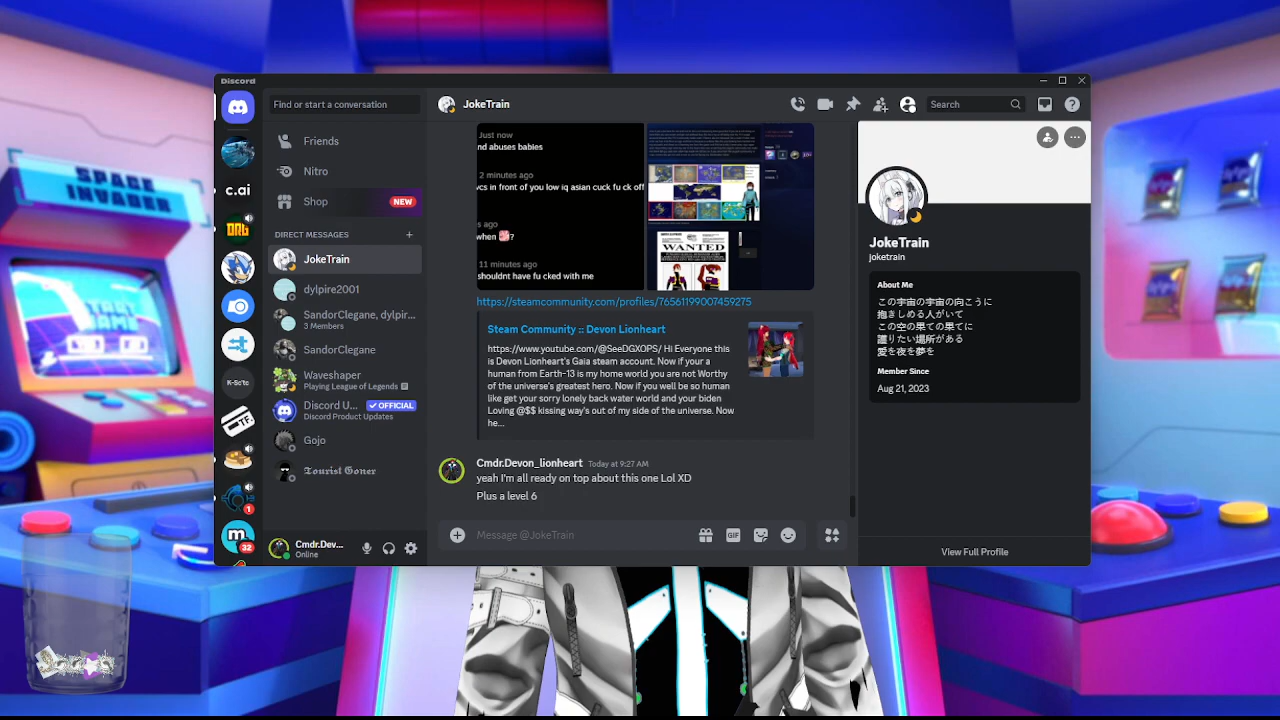 SPACE
INVADER
START
GAME
Discord
Find or start a conversation
Friends
Nitro
Shop
NEW
DIRECT MESSAGES
JokeTrain
dylpire2001
SandorClegane, dylpir...
3 Members
SandorClegane
Waveshaper
Playing League of Legends
Discord U...
OFFICIAL
Discord Product Updates
Gojo
𝕿ourist 𝕲oner
c.ai
K-Sc'tc
TF
1
m
32
Cmdr.Dev...
Online
JokeTrain
Search
Just now
nd abuses babies
2 minutes ago
vcs in front of you low iq asian cuck fu ck off
s ago
when ?
11 minutes ago
shouldnt have fu cked with me
WANTED
https://steamcommunity.com/profiles/76561199007459275
Steam Community :: Devon Lionheart
https://www.youtube.com/@SeeDGXOPS/ Hi Everyone this
is Devon Lionheart's Gaia steam account. Now if your a
human from Earth-13 is my home world you are not Worthy
of the universe's greatest hero. Now if you well be so human
like get your sorry lonely back water world and your biden
Loving @$$ kissing way's out of my side of the universe. Now
he...
Cmdr.Devon_lionheart Today at 9:27 AM
yeah I'm all ready on top about this one Lol XD
Plus a level 6
Message @JokeTrain
GIF
JokeTrain
joketrain
About Me
この宇宙の宇宙の向こうに
抱きしめる人がいて
この空の果ての果てに
護りたい場所がある
愛を夜を夢を
Member Since
Aug 21, 2023
View Full Profile